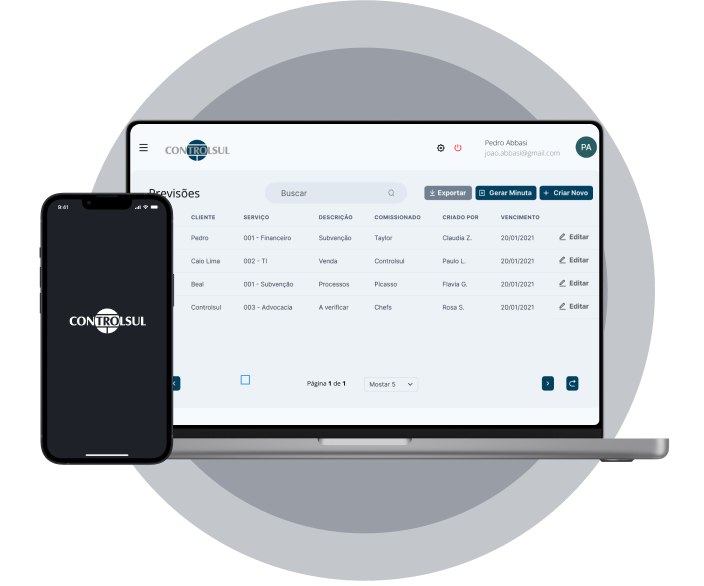 CONTROLSUL
Pedro Abbasi
joao.abbasi@gmail.com
PA
Previsões
Buscar
Exportar
Gerar Minuta
+ Criar Novo
CLIENTE SERVIÇO DESCRIÇÃO COMISSIONADO CRIADO POR VENCIMENTO
Pedro 001 - Financeiro Subvenção Taylor Claudia Z. 20/01/2021 Editar
Caio Lima 002 - TI Venda Controlsul Paulo L. 20/01/2021 Editar
Beal 001 - Subvenção Processos Picasso Flavia G. 20/01/2021 Editar
Controlsul 003 - Advocacia A verificar Chefs Rosa S. 20/01/2021 Editar
Página 1 de 1
Mostar 5
9:41
CONTROLSUL